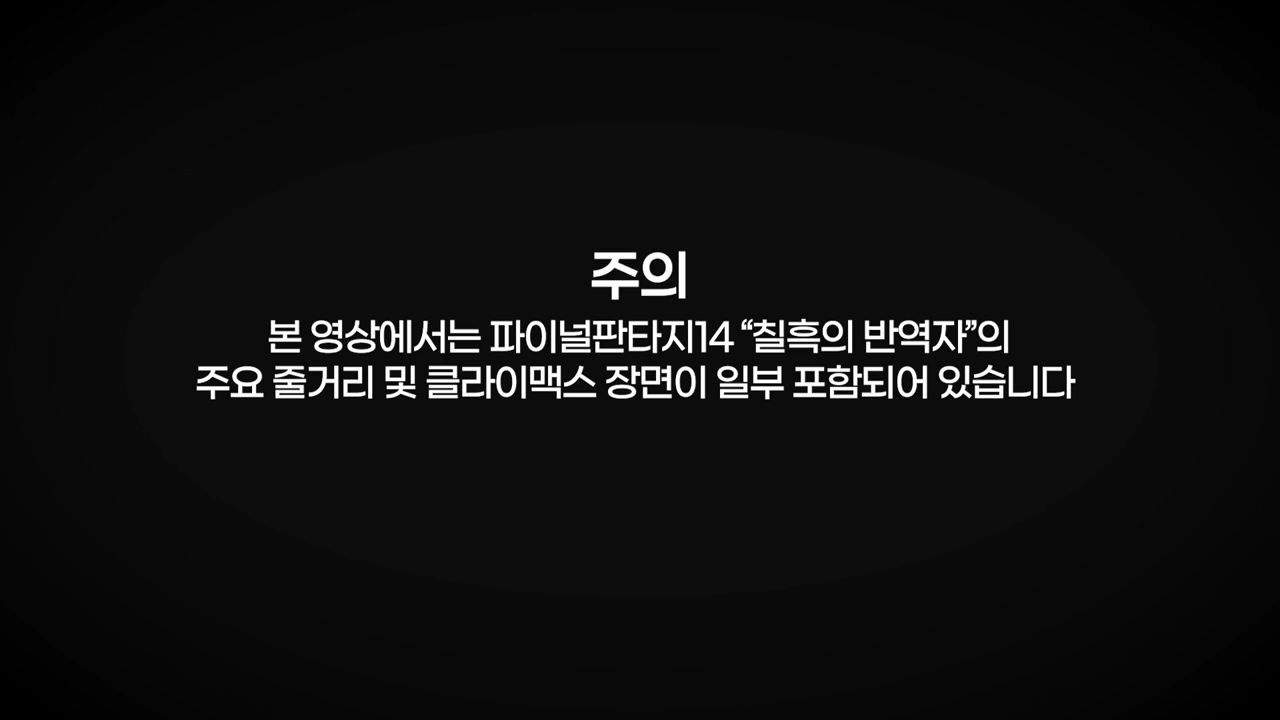 주의
본 영상에서는 파이널판타지14 “칠흑의 반역자”의
주요 줄거리 및 클라이맥스 장면이 일부 포함되어 있습니다